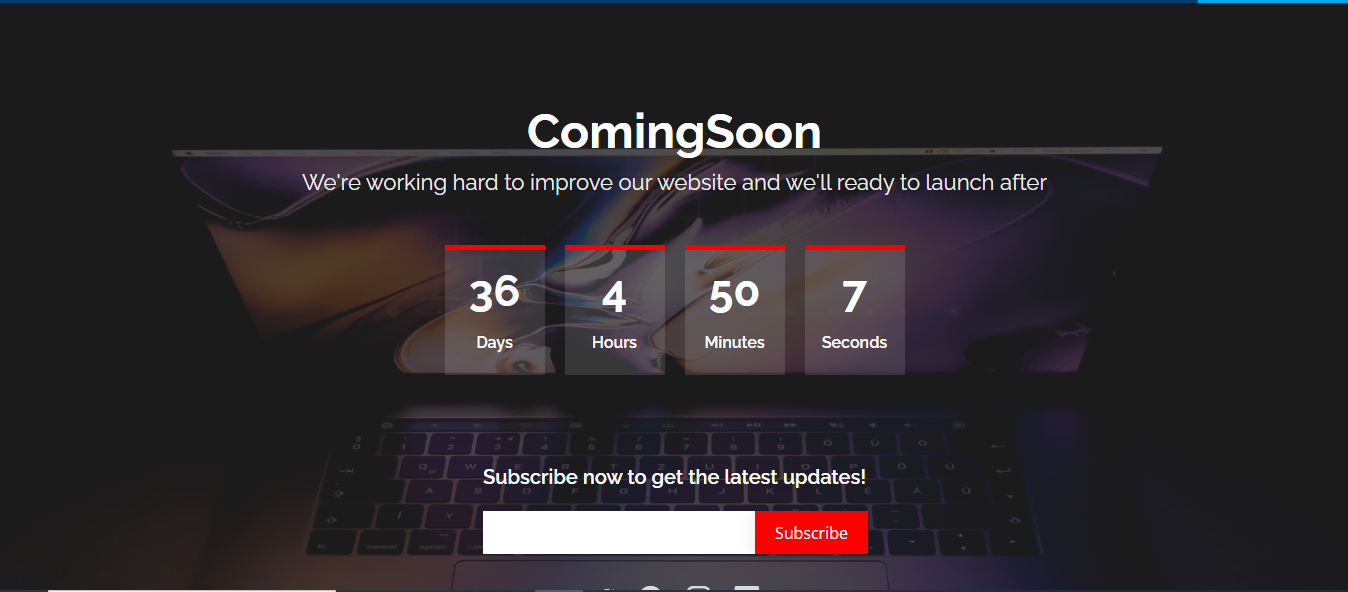 ComingSoon
We're working hard to improve our website and we'll ready to launch after
36 4 50 7
Days Hours Minutes Seconds
Subscribe now to get the latest updates!
Subscribe